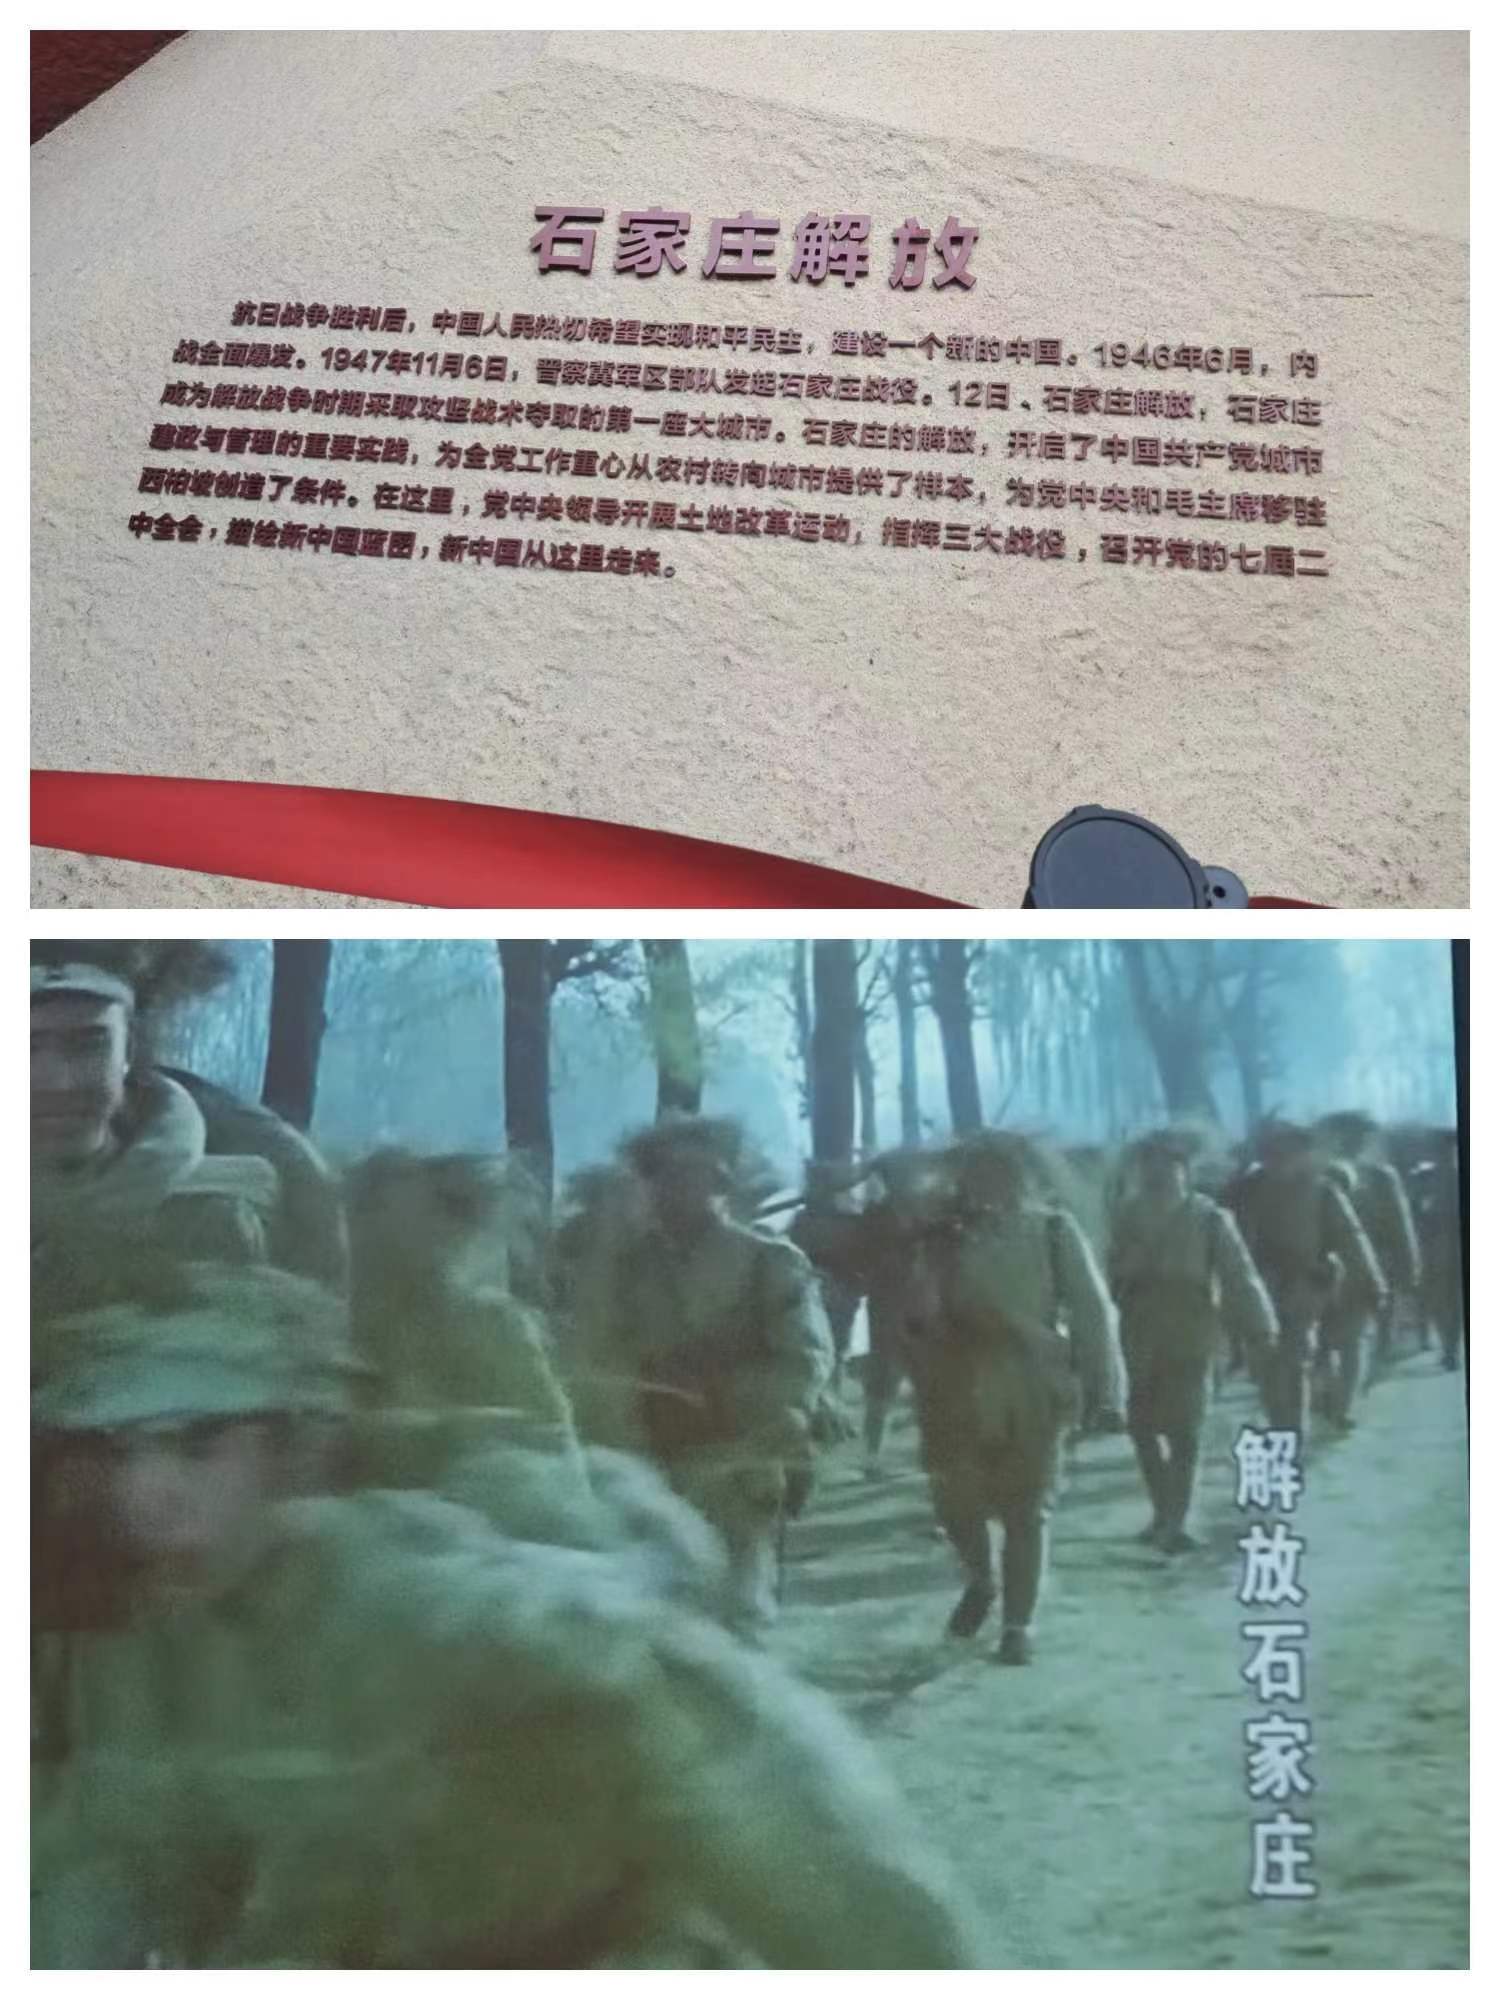 石家庄解放
抗日战争胜利后，中国人民热切希望实现和平民主，建设一个新的中国。1946年6月，内
战全面爆发。1947年11月6日，晋察冀军区部队发起石家庄战役。12日、石家庄解放，石家庄
成为解放战争时期采取攻坚战术夺取的第一座大城市。石家庄的解放，开启了中国共产党城市
建政与管理的重要实践，为全党工作重心从农村转向城市提供了样本，为党中央和毛主席移驻
西柏坡创造了条件。在这里，党中央领导开展土地改革运动，指挥三大战役，召开党的七届二
中全会，描绘新中国蓝图，新中国从这里走来。
解放石家庄